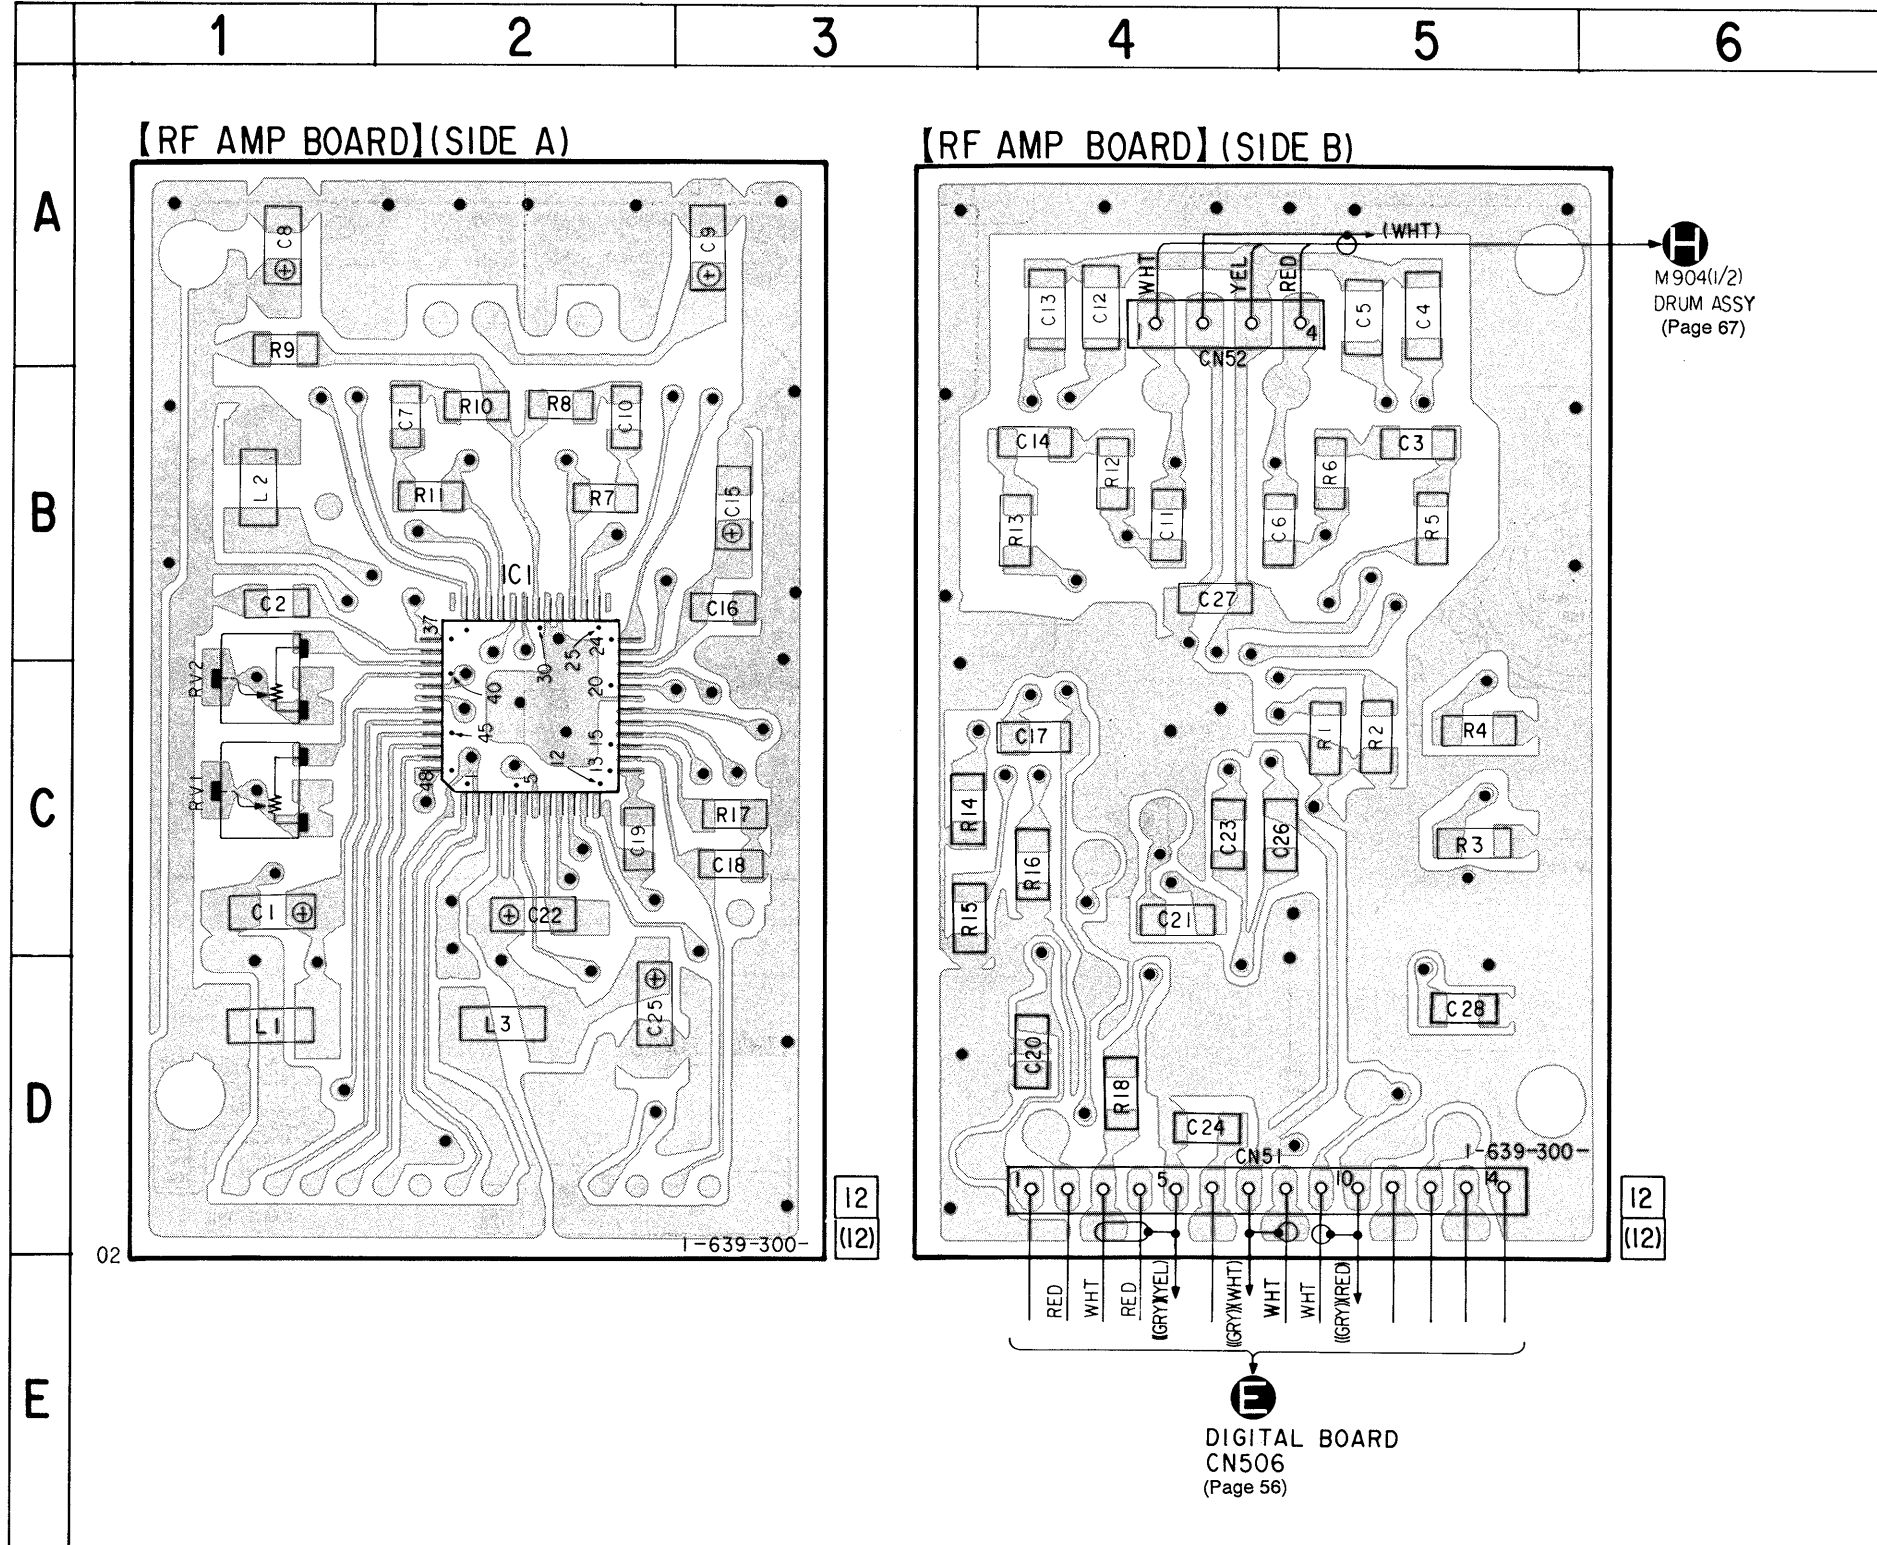 1 2 3 4 5 6
【RF AMP BOARD】(SIDE A)
【RF AMP BOARD】(SIDE B)
A
B
C
D
E
C8
C9
R9
C7
R10
R8
C10
L2
R11
R7
C15
IC1
C2
C16
37
30
25
24
RV2
40
20
45
15
RV1
48
1
5
12
13
C19
R17
C18
C1
C22
L1
L3
C25
1-639-300-
02
12
(12)
(WHT)
H
M904(1/2)
DRUM ASSY
(Page 67)
WHT
YEL
RED
C13
C12
C5
C4
1
4
CN52
C14
R12
R6
C3
R13
C11
C6
R5
C27
C17
R1
R2
R4
R14
R16
C23
C26
R3
R15
C21
C28
C20
R18
C24
CN51
1-639-300-
1 5 10 14
12
(12)
RED
WHT
RED
(GRY)(YEL)
((GRY)(WHT)
WHT
WHT
((GRY)(RED)
E
DIGITAL BOARD
CN506
(Page 56)